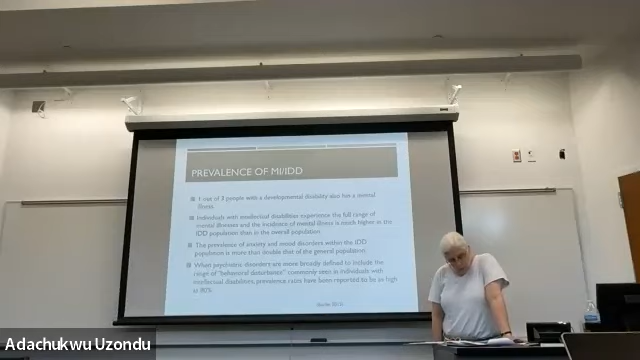 PREVALENCE OF MI/IDD
1 out of 3 people with a developmental disability also has a mental
illness.
Individuals with intellectual disabilities experience the full range of
mental illnesses and the incidence of mental illness is much higher in the
IDD population than in the overall population.
The prevalence of anxiety and mood disorders within the IDD
population is more than double that of the general population.
When psychiatric disorders are more broadly defined to include the
range of "behavioral disturbance" commonly seen in individuals with
intellectual disabilities, prevalence rates have been reported to be as high
as 80%
Adachukwu Uzondu